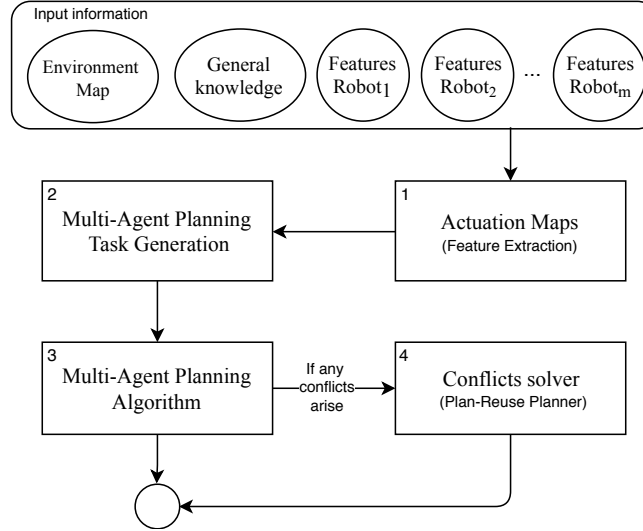 Input information
Environment
Map
General
knowledge
Features
Robot1
Features
Robot2
...
Features
Robotm
2
Multi-Agent Planning
Task Generation
1
Actuation Maps
(Feature Extraction)
3
Multi-Agent Planning
Algorithm
If any
conflicts
arise
4
Conflicts solver
(Plan-Reuse Planner)